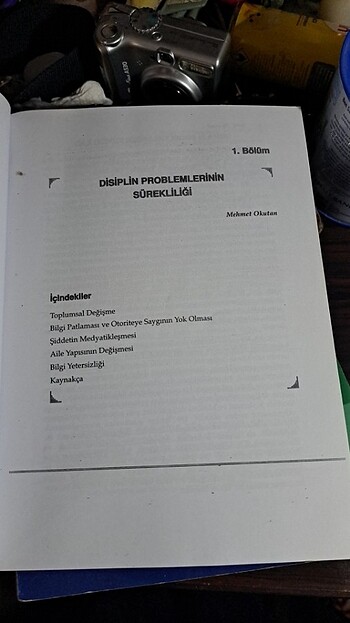 1. Bölüm
DİSİPLİN PROBLEMLERİNİN
SÜREKLİLİĞİ
Mehmet Okutan
İçindekiler
Toplumsal Değişme
Bilgi Patlaması ve Otoriteye Saygının Yok Olması
Şiddetin Medyatikleşmesi
Aile Yapısının Değişmesi
Bilgi Yetersizliği
Kaynakça